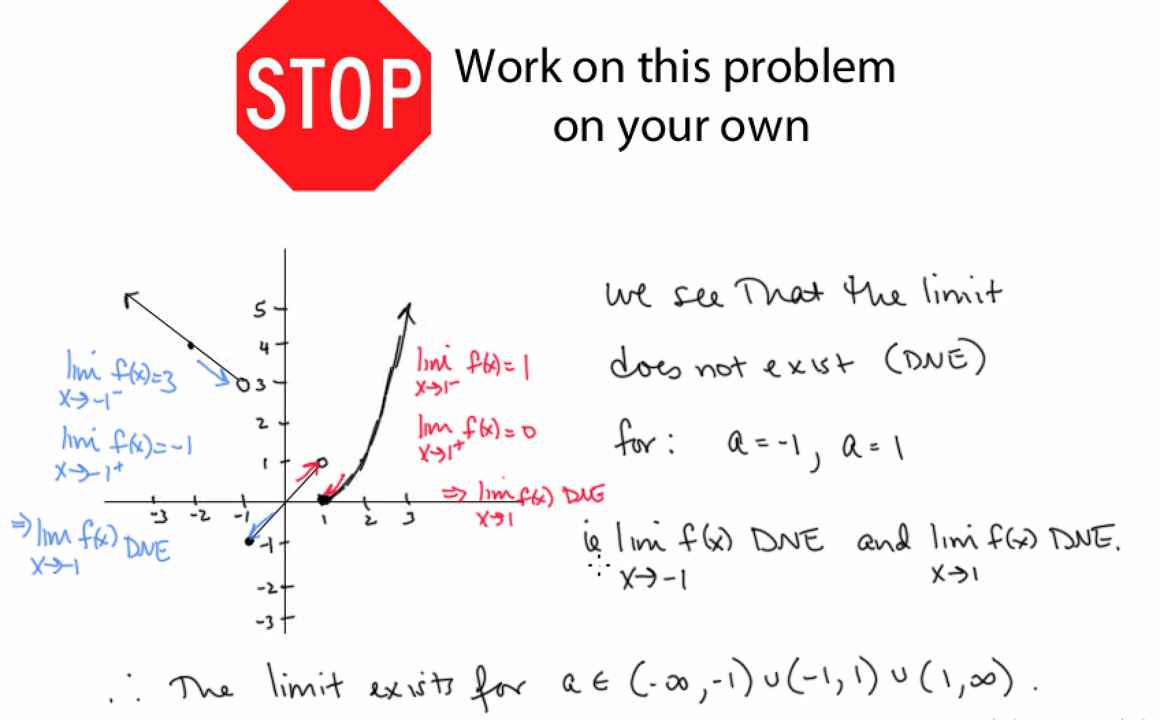 STOP
Work on this problem
on your own
5
4
3
2
1
-3 -2 -1 1 2 3
-1
-2
-3
lim f(x)=3
x→-1⁻
lim f(x)=-1
x→-1⁺
⇒ lim f(x) DNE
x→-1
lim f(x)=1
x→1⁻
lim f(x)=0
x→1⁺
⇒ lim f(x) DNE
x→1
we see That the limit
does not exist (DNE)
for: a=-1, a=1
ie lim f(x) DNE and lim f(x) DNE.
x→-1 x→1
∴ The limit exists for a ∈ (-∞,-1) ∪ (-1,1) ∪ (1,∞).